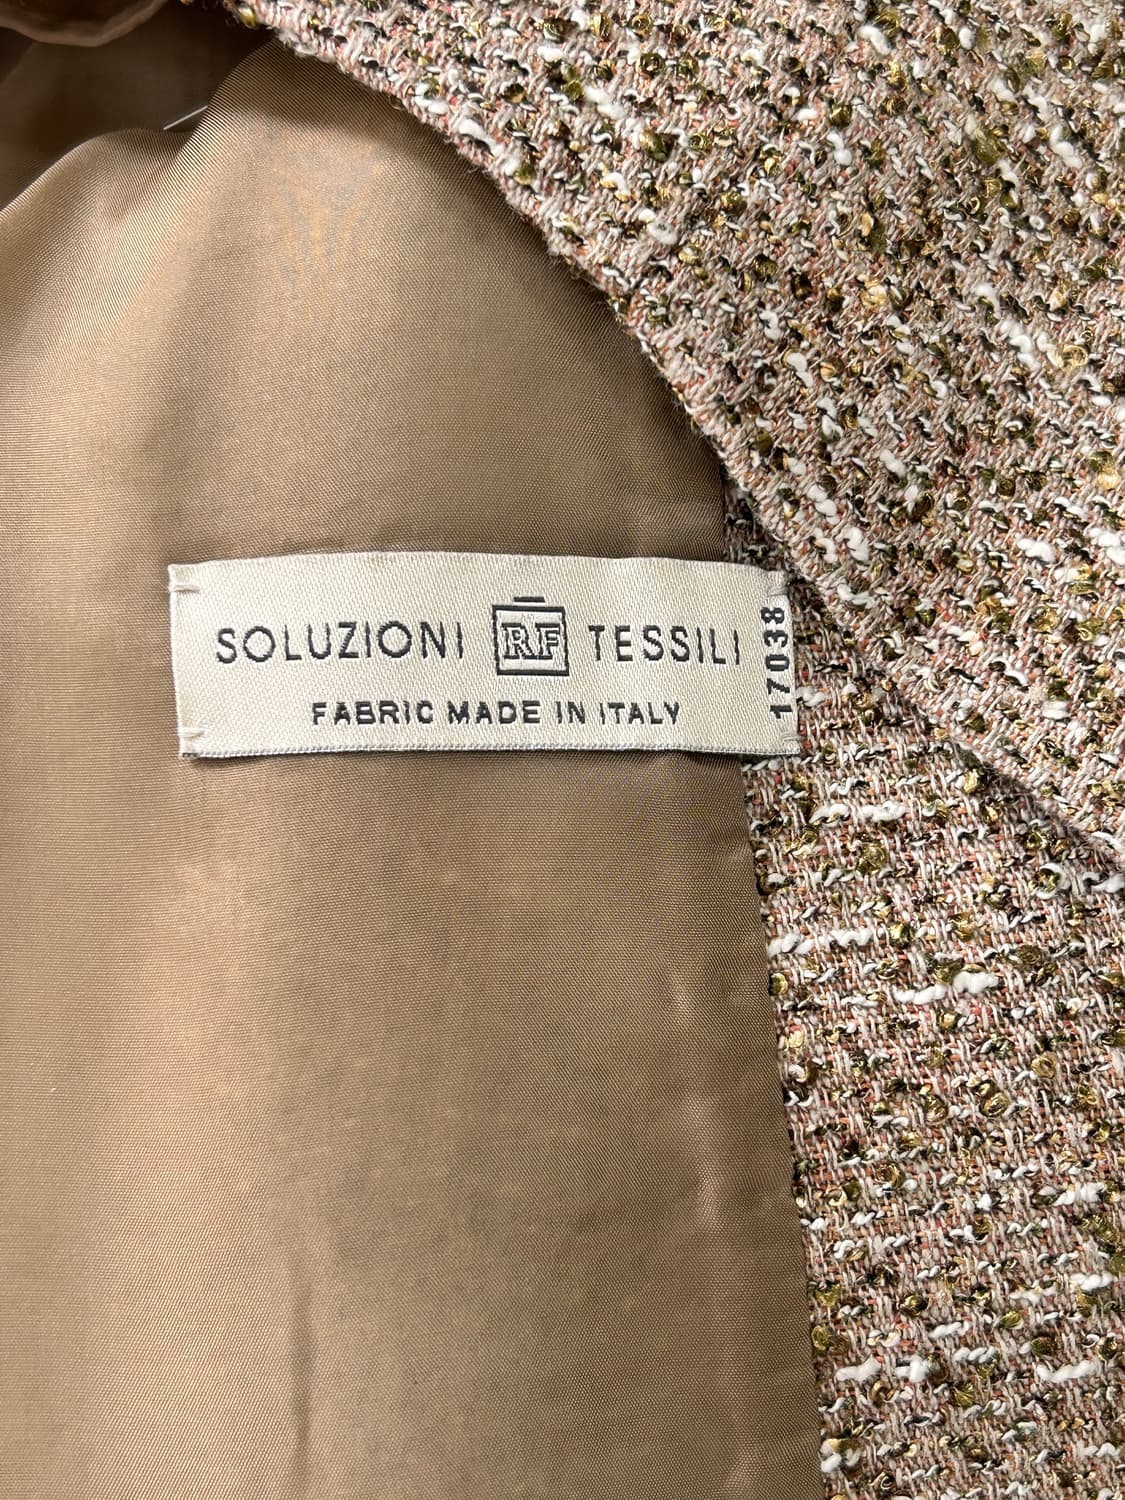 SOLUZIONI RF TESSILI
FABRIC MADE IN ITALY
17038